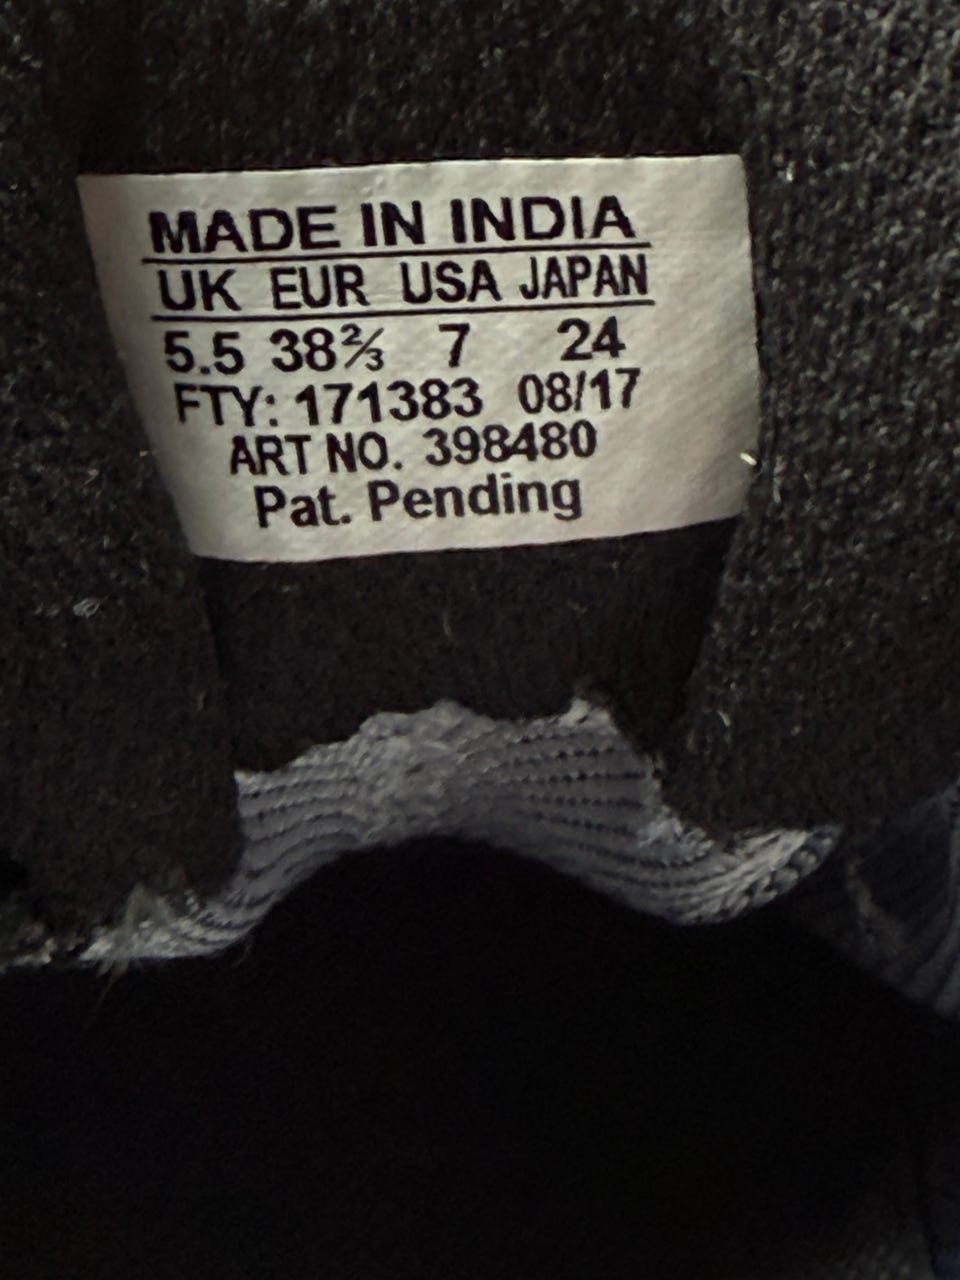 MADE IN INDIA
UK EUR USA JAPAN
5.5 38⅔ 7 24
FTY: 171383 08/17
ART NO. 398480
Pat. Pending